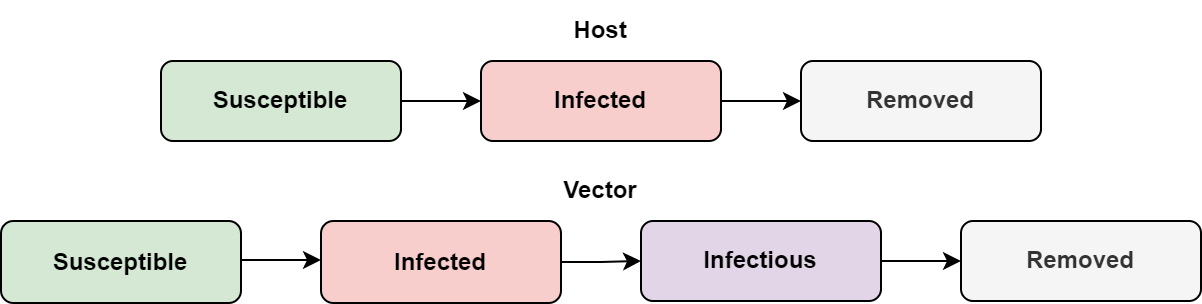 Host
Susceptible
Infected
Removed
Vector
Susceptible
Infected
Infectious
Removed